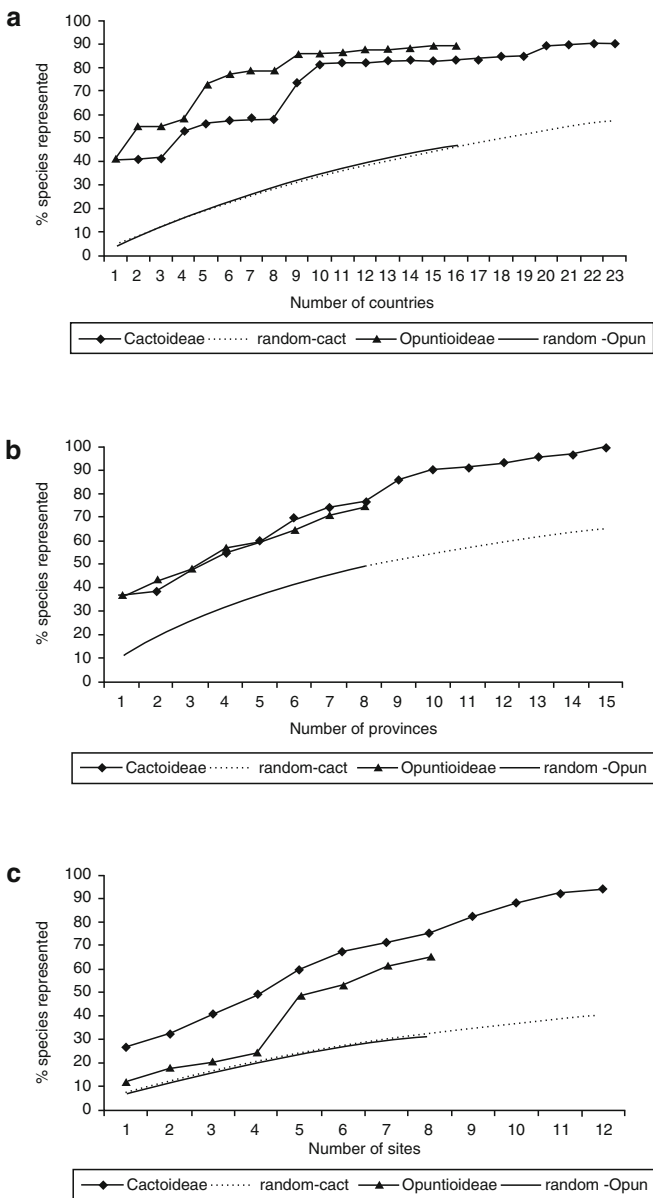 a
100
90
80
70
60
50
40
30
20
10
0
% species represented
1 2 3 4 5 6 7 8 9 10 11 12 13 14 15 16 17 18 19 20 21 22 23
Number of countries
Cactoideae random-cact Opuntioideae random -Opun
b
100
90
80
70
60
50
40
30
20
10
0
% species represented
1 2 3 4 5 6 7 8 9 10 11 12 13 14 15
Number of provinces
Cactoideae random-cact Opuntioideae random -Opun
c
100
90
80
70
60
50
40
30
20
10
0
% species represented
1 2 3 4 5 6 7 8 9 10 11 12
Number of sites
Cactoideae random-cact Opuntioideae random -Opun